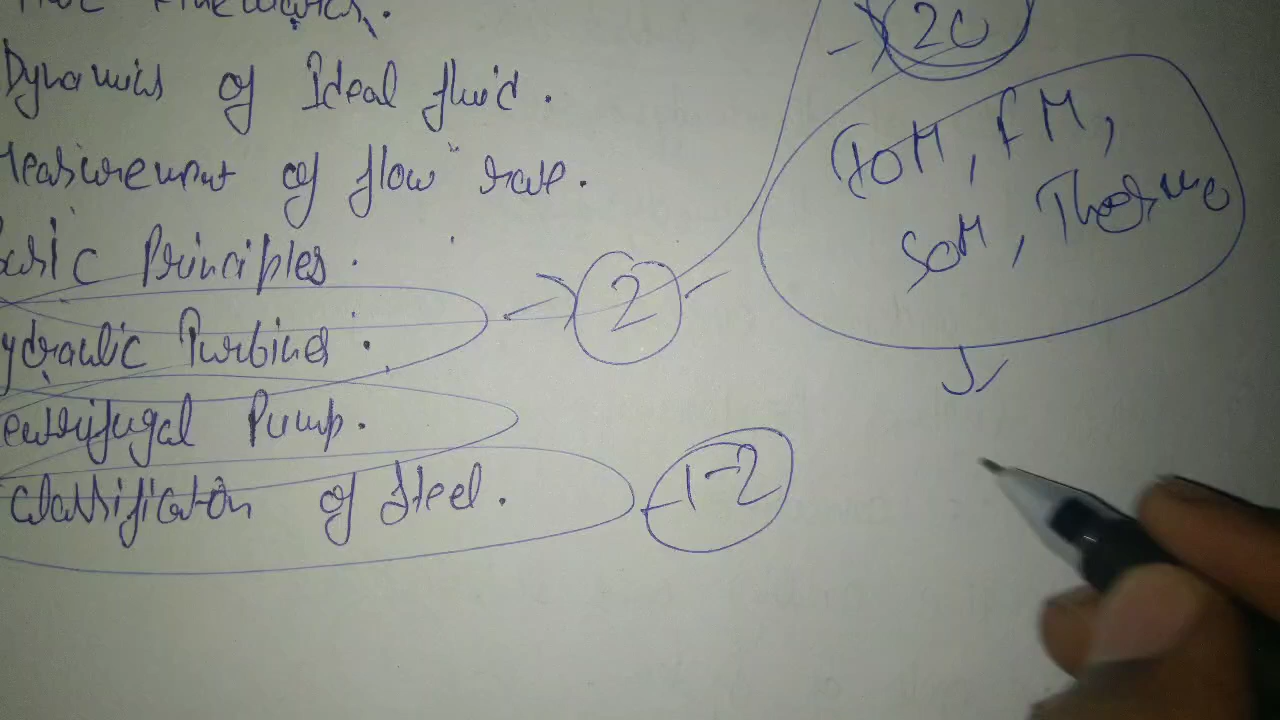 Dynamics of Ideal fluid.
Measurement of flow rate.
Basic Principles.
Hydraulic Turbines.
Centrifugal Pump.
Classification of Steel.
2
1-2
20
TOM, FM,
SOM, Thermo